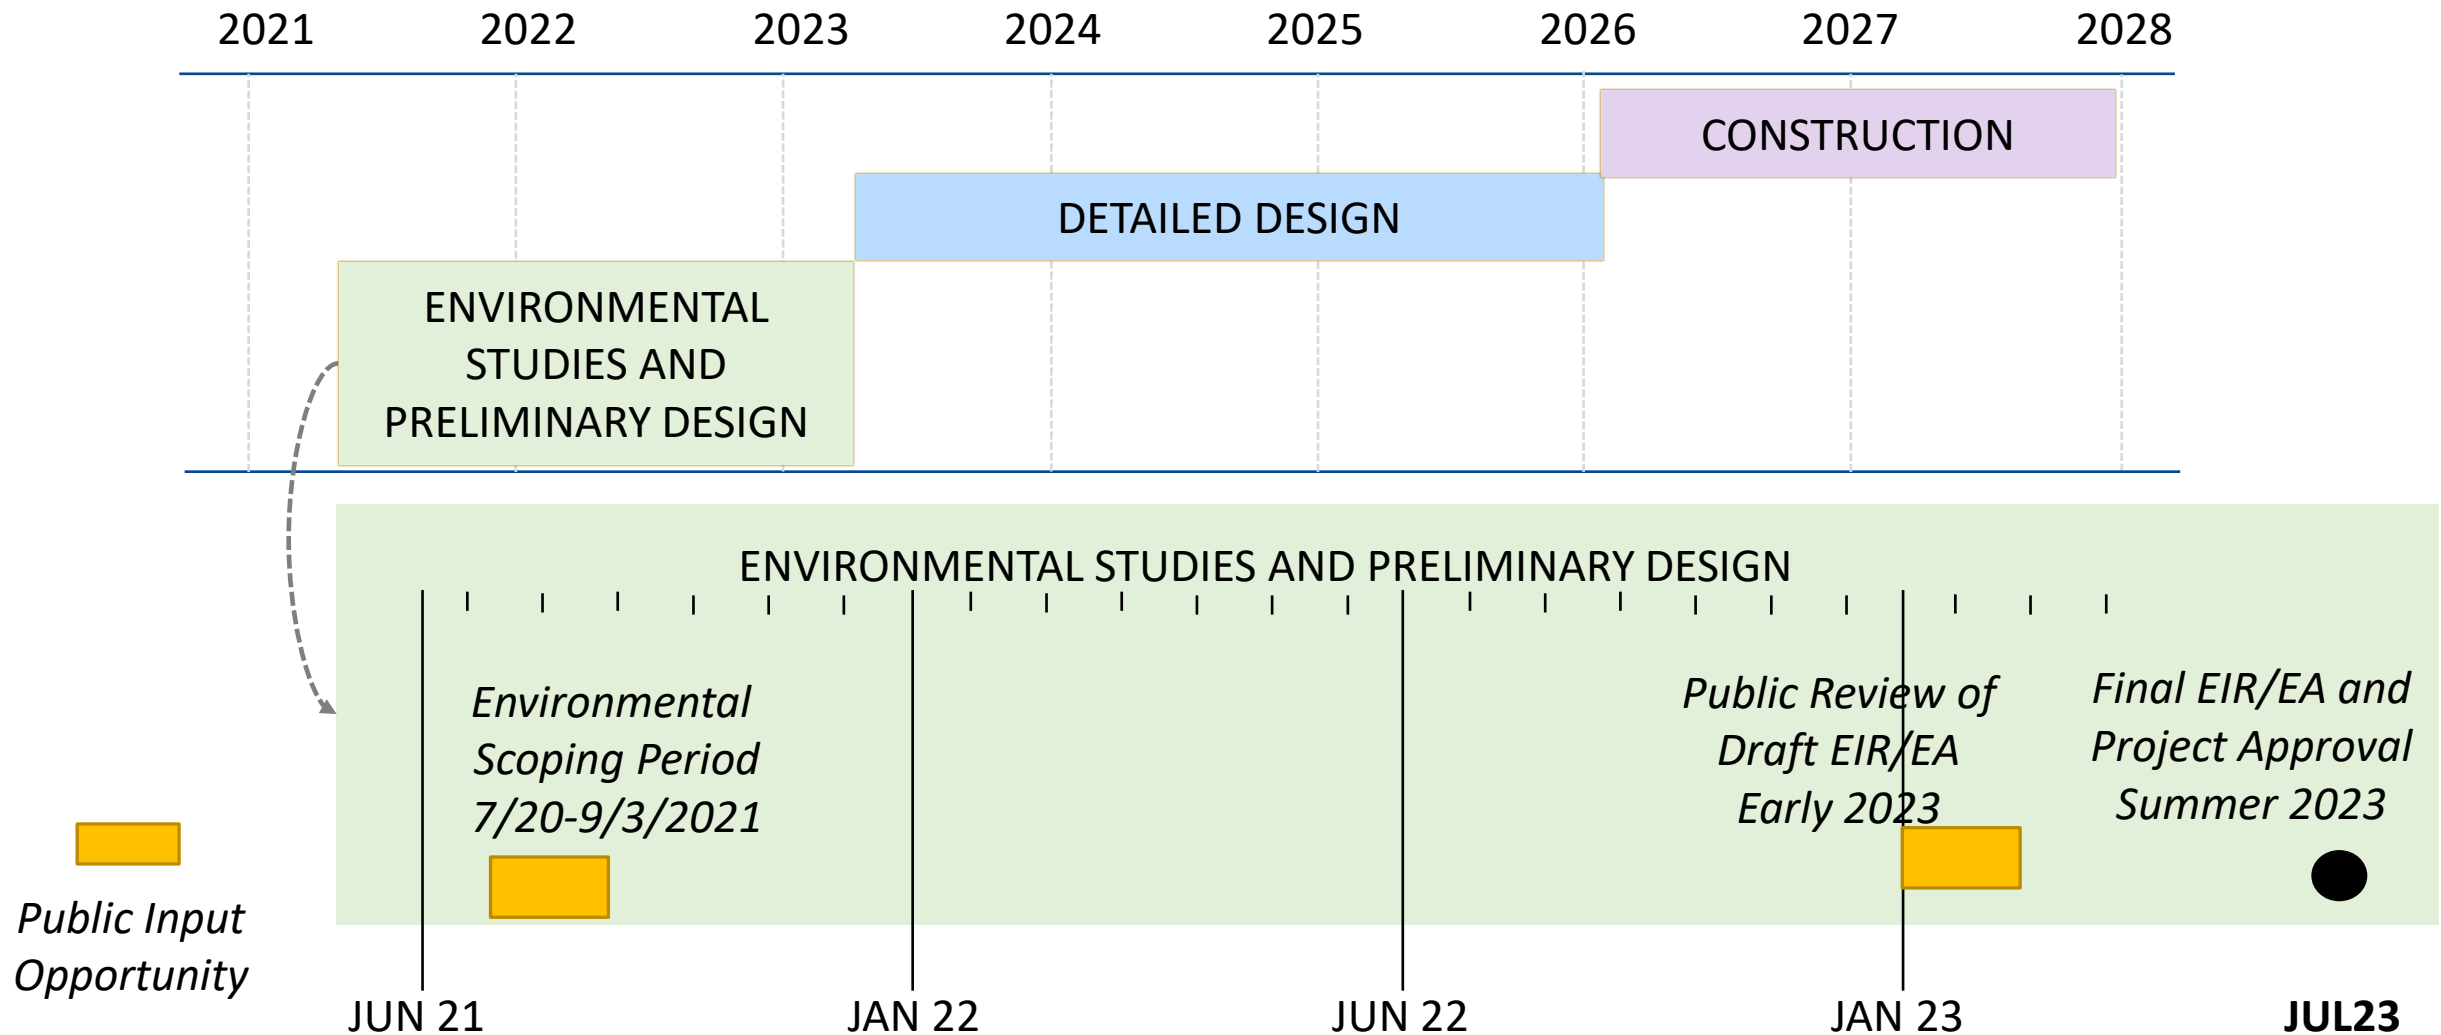 2021 2022 2023 2024 2025 2026 2027 2028
CONSTRUCTION
DETAILED DESIGN
ENVIRONMENTAL
STUDIES AND
PRELIMINARY DESIGN
ENVIRONMENTAL STUDIES AND PRELIMINARY DESIGN
Environmental
Scoping Period
7/20-9/3/2021
Public Review of
Draft EIR/EA
Early 2023
Final EIR/EA and
Project Approval
Summer 2023
Public Input
Opportunity
JUN 21 JAN 22 JUN 22 JAN 23 JUL23